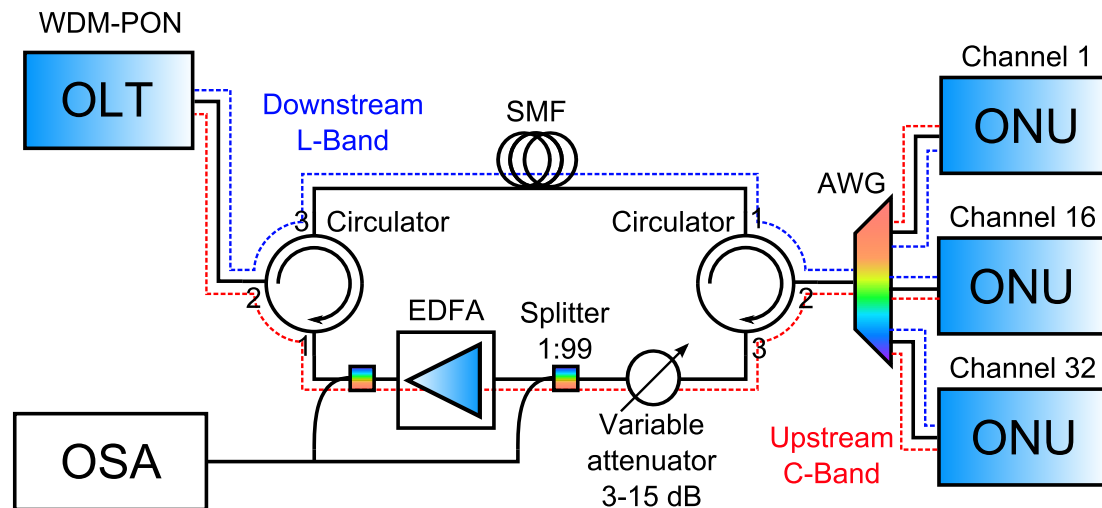 WDM-PON
OLT
Downstream
L-Band
SMF
Channel 1
ONU
AWG
3
Circulator
Circulator
1
Channel 16
ONU
2
2
1
EDFA
Splitter
1:99
3
Channel 32
ONU
Variable
attenuator
3-15 dB
Upstream
C-Band
OSA